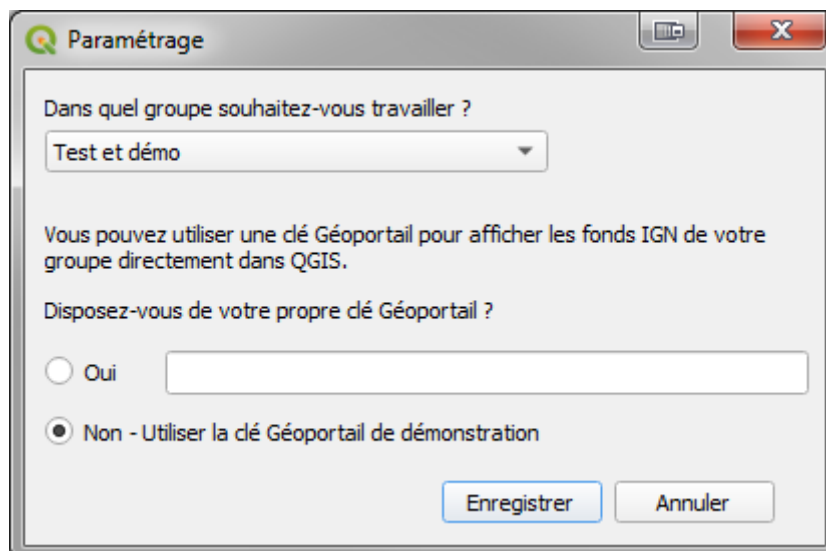 Paramétrage
Dans quel groupe souhaitez-vous travailler ?
Test et démo
Vous pouvez utiliser une clé Géoportail pour afficher les fonds IGN de votre
groupe directement dans QGIS.
Disposez-vous de votre propre clé Géoportail ?
Oui
Non - Utiliser la clé Géoportail de démonstration
Enregistrer Annuler